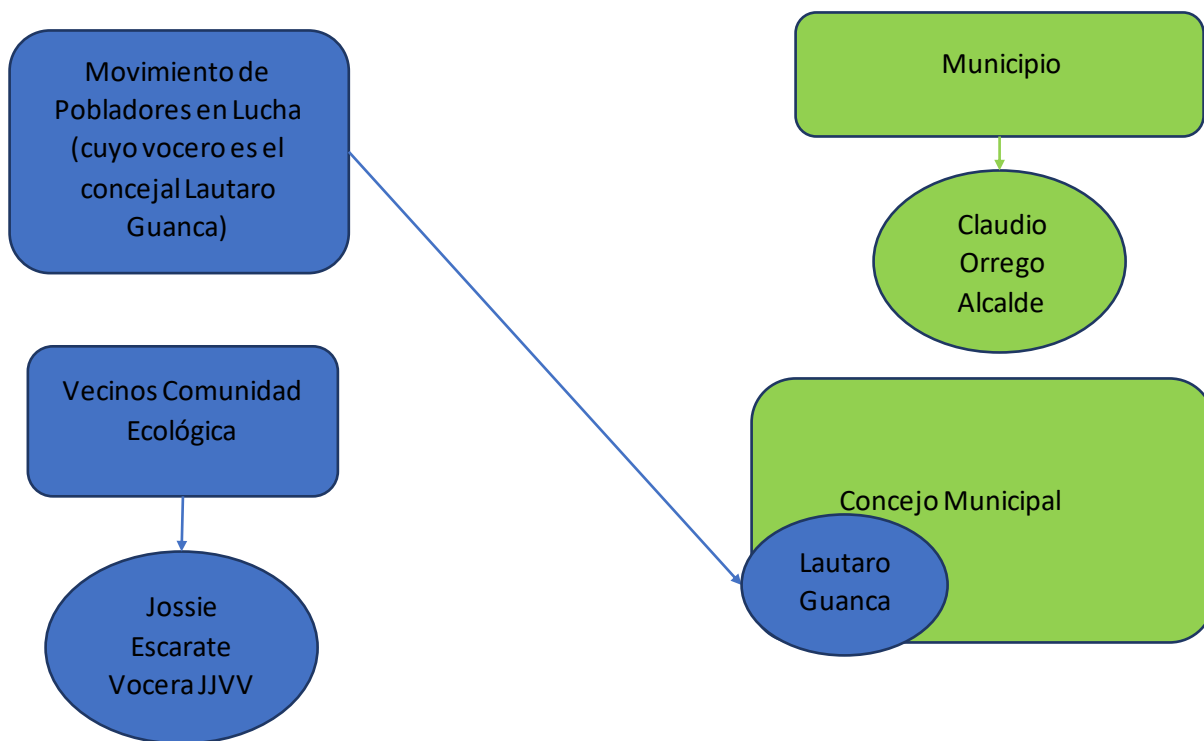 Movimiento de
Pobladores en Lucha
(cuyo vocero es el
concejal Lautaro
Guanca)
Municipio
Claudio
Orrego
Alcalde
Vecinos Comunidad
Ecológica
Concejo Municipal
Lautaro
Guanca
Jossie
Escarate
Vocera JJVV